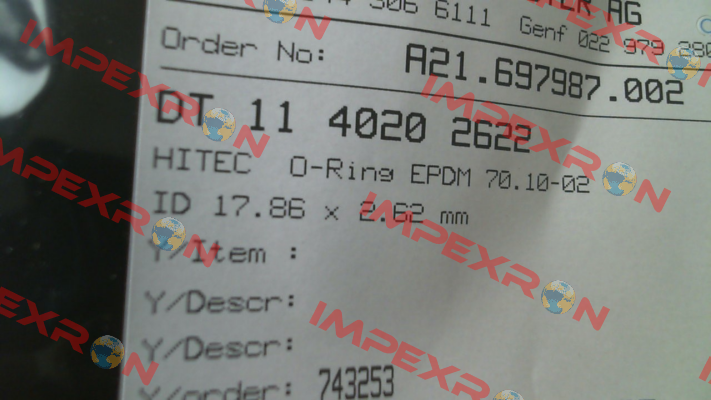 306 6111 Genf 022 979
Order No: A21.697987.002
DT 11 4020 2622
HITEC O-Ring EPDM 70.10-02
ID 17.86 x 2.62 mm
Y/Item :
Y/Descr:
Y/Descr:
Y/order: 743253
IMPEXRON
IMPEXRON
IMPEXRON
IMPEXRON
IMPEXRON
IMPEXRON